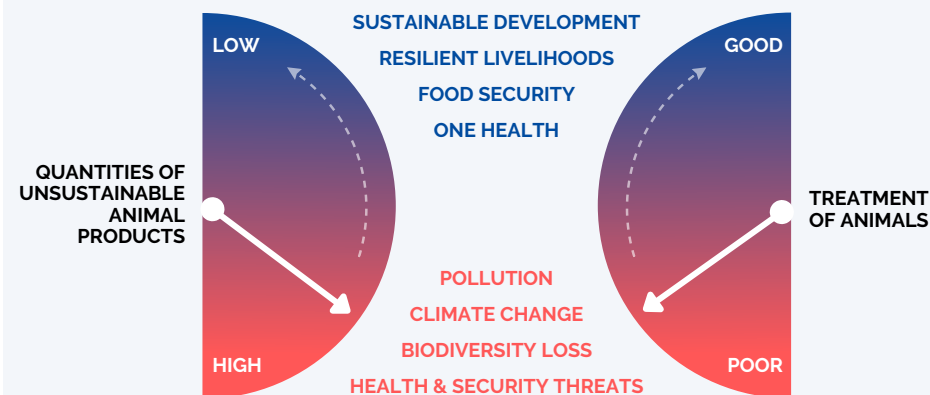 SUSTAINABLE DEVELOPMENT
RESILIENT LIVELIHOODS
FOOD SECURITY
ONE HEALTH
LOW
GOOD
QUANTITIES OF
UNSUSTAINABLE
ANIMAL
PRODUCTS
TREATMENT
OF ANIMALS
POLLUTION
CLIMATE CHANGE
BIODIVERSITY LOSS
HEALTH & SECURITY THREATS
HIGH
POOR